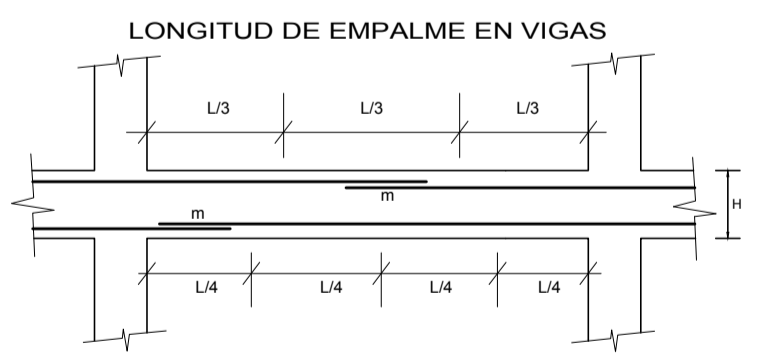 LONGITUD DE EMPALME EN VIGAS
L/3 L/3 L/3
m
m
H
L/4 L/4 L/4 L/4